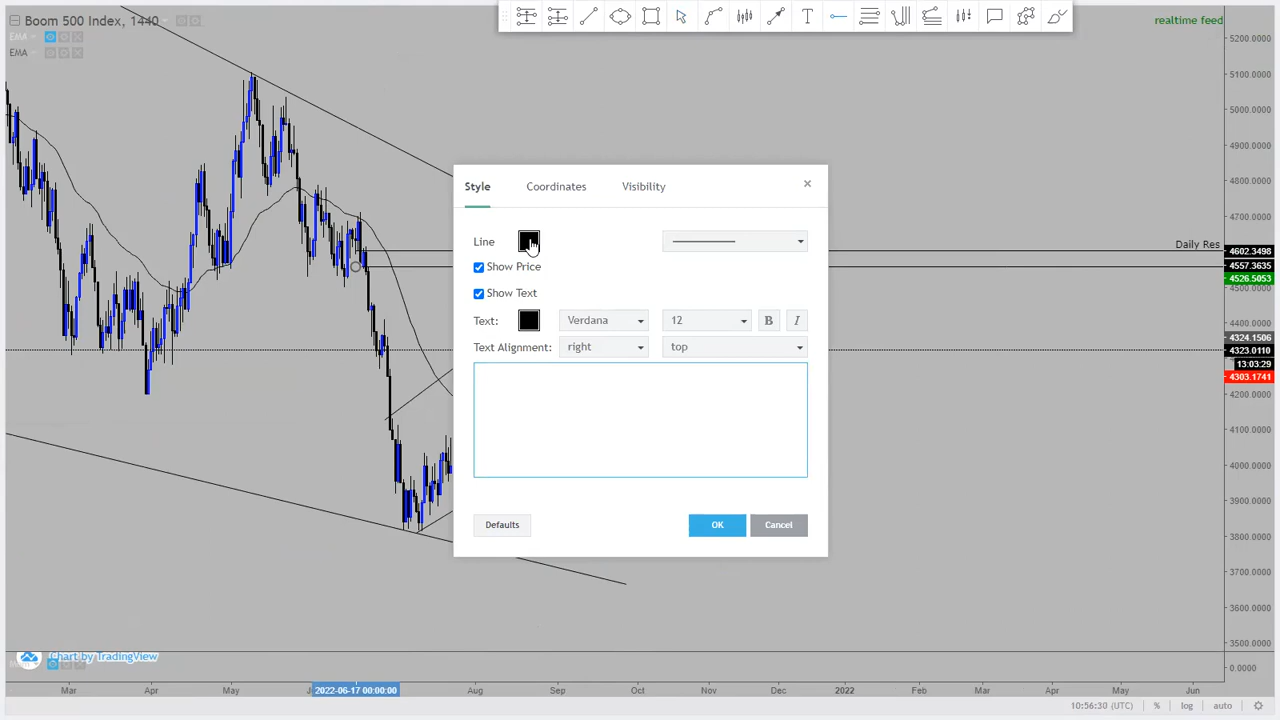 Boom 500 Index, 1440
EMA
EMA
realtime feed
Style
Coordinates
Visibility
Line
Show Price
Show Text
Text:
Verdana
12
B
I
Text Alignment:
right
top
Defaults
OK
Cancel
Daily Res
5200.0000
5100.0000
5000.0000
4900.0000
4800.0000
4700.0000
4602.3498
4557.3635
4526.5053
4500.0000
4400.0000
4324.1506
4323.0110
13:03:29
4303.1741
4200.0000
4100.0000
4000.0000
3900.0000
3800.0000
3700.0000
3600.0000
3500.0000
0.0000
Chart by TradingView
Mar
Apr
May
2022-06-17 00:00:00
Aug
Sep
Oct
Nov
Dec
2022
Feb
Mar
Apr
May
Jun
10:56:30 (UTC)
%
log
auto